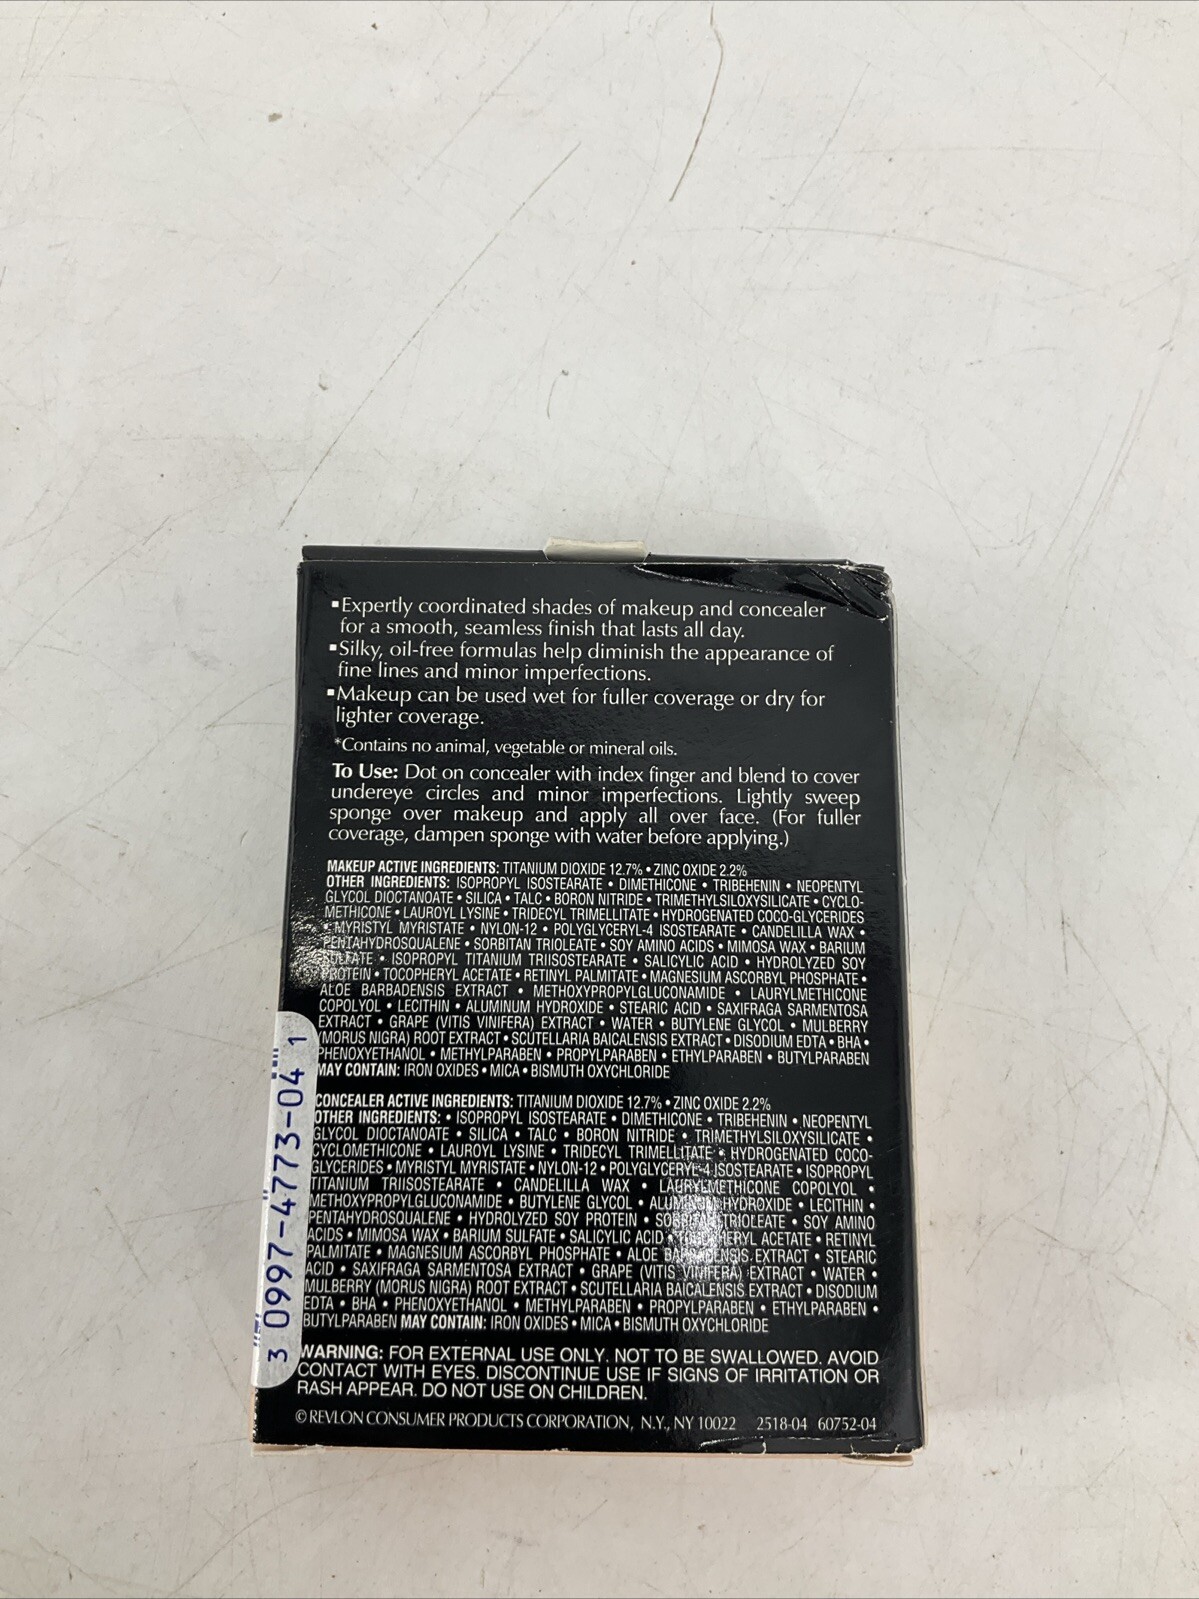 ▪Expertly coordinated shades of makeup and concealer
for a smooth, seamless finish that lasts all day.
▪Silky, oil-free formulas help diminish the appearance of
fine lines and minor imperfections.
▪Makeup can be used wet for fuller coverage or dry for
lighter coverage.
*Contains no animal, vegetable or mineral oils.
To Use: Dot on concealer with index finger and blend to cover
undereye circles and minor imperfections. Lightly sweep
sponge over makeup and apply all over face. (For fuller
coverage, dampen sponge with water before applying.)
MAKEUP ACTIVE INGREDIENTS: TITANIUM DIOXIDE 12.7% • ZINC OXIDE 2.2%
OTHER INGREDIENTS: ISOPROPYL ISOSTEARATE • DIMETHICONE • TRIBEHENIN • NEOPENTYL
GLYCOL DIOCTANOATE • SILICA • TALC • BORON NITRIDE • TRIMETHYLSILOXYSILICATE • CYCLO-
METHICONE • LAUROYL LYSINE • TRIDECYL TRIMELLITATE • HYDROGENATED COCO-GLYCERIDES
• MYRISTYL MYRISTATE • NYLON-12 • POLYGLYCERYL-4 ISOSTEARATE • CANDELILLA WAX •
PENTAHYDROSQUALENE • SORBITAN TRIOLEATE • SOY AMINO ACIDS • MIMOSA WAX • BARIUM
SULFATE • ISOPROPYL TITANIUM TRIISOSTEARATE • SALICYLIC ACID • HYDROLYZED SOY
PROTEIN • TOCOPHERYL ACETATE • RETINYL PALMITATE • MAGNESIUM ASCORBYL PHOSPHATE •
ALOE BARBADENSIS EXTRACT • METHOXYPROPYLGLUCONAMIDE • LAURYLMETHICONE
COPOLYOL • LECITHIN • ALUMINUM HYDROXIDE • STEARIC ACID • SAXIFRAGA SARMENTOSA
EXTRACT • GRAPE (VITIS VINIFERA) EXTRACT • WATER • BUTYLENE GLYCOL • MULBERRY
(MORUS NIGRA) ROOT EXTRACT • SCUTELLARIA BAICALENSIS EXTRACT • DISODIUM EDTA • BHA •
PHENOXYETHANOL • METHYLPARABEN • PROPYLPARABEN • ETHYLPARABEN • BUTYLPARABEN
MAY CONTAIN: IRON OXIDES • MICA • BISMUTH OXYCHLORIDE
CONCEALER ACTIVE INGREDIENTS: TITANIUM DIOXIDE 12.7% • ZINC OXIDE 2.2%
OTHER INGREDIENTS: • ISOPROPYL ISOSTEARATE • DIMETHICONE • TRIBEHENIN • NEOPENTYL
GLYCOL DIOCTANOATE • SILICA • TALC • BORON NITRIDE • TRIMETHYLSILOXYSILICATE •
CYCLOMETHICONE • LAUROYL LYSINE • TRIDECYL TRIMELLITATE • HYDROGENATED COCO-
GLYCERIDES • MYRISTYL MYRISTATE • NYLON-12 • POLYGLYCERYL-4 ISOSTEARATE • ISOPROPYL
TITANIUM TRIISOSTEARATE • CANDELILLA WAX • LAURYLMETHICONE COPOLYOL •
METHOXYPROPYLGLUCONAMIDE • BUTYLENE GLYCOL • ALUMINUM HYDROXIDE • LECITHIN •
PENTAHYDROSQUALENE • HYDROLYZED SOY PROTEIN • SORBITAN TRIOLEATE • SOY AMINO
ACIDS • MIMOSA WAX • BARIUM SULFATE • SALICYLIC ACID • TOCOPHERYL ACETATE • RETINYL
PALMITATE • MAGNESIUM ASCORBYL PHOSPHATE • ALOE BARBADENSIS EXTRACT • STEARIC
ACID • SAXIFRAGA SARMENTOSA EXTRACT • GRAPE (VITIS VINIFERA) EXTRACT • WATER •
MULBERRY (MORUS NIGRA) ROOT EXTRACT • SCUTELLARIA BAICALENSIS EXTRACT • DISODIUM
EDTA • BHA • PHENOXYETHANOL • METHYLPARABEN • PROPYLPARABEN • ETHYLPARABEN •
BUTYLPARABEN MAY CONTAIN: IRON OXIDES • MICA • BISMUTH OXYCHLORIDE
WARNING: FOR EXTERNAL USE ONLY. NOT TO BE SWALLOWED. AVOID
CONTACT WITH EYES. DISCONTINUE USE IF SIGNS OF IRRITATION OR
RASH APPEAR. DO NOT USE ON CHILDREN.
© REVLON CONSUMER PRODUCTS CORPORATION, N.Y., NY 10022 2518-04 60752-04
3 0997-4773-04 1